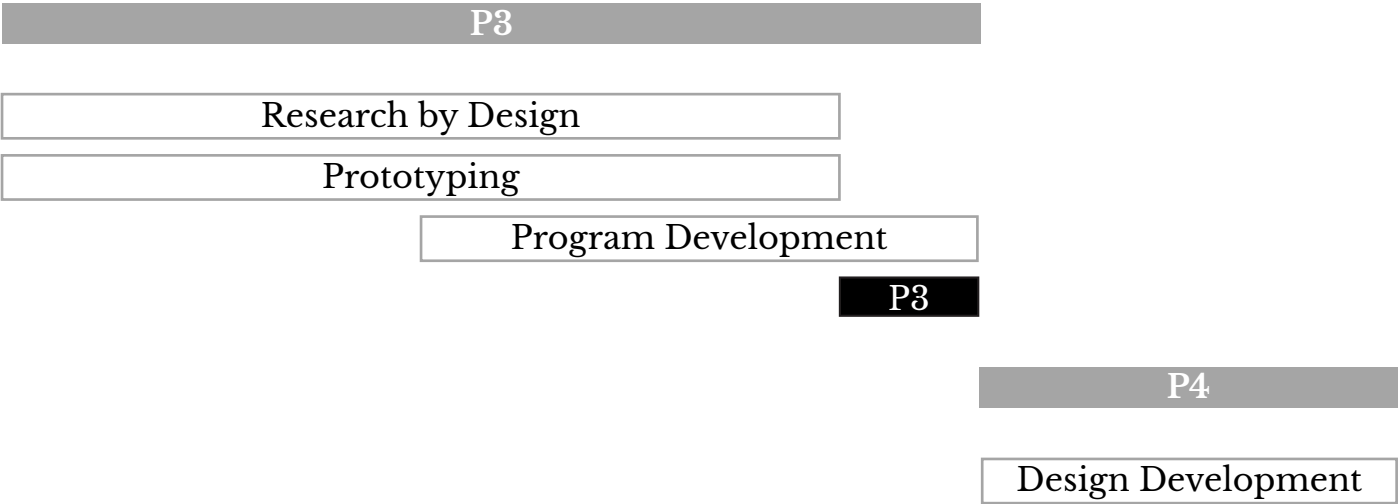 P3
Research by Design
Prototyping
Program Development
P3
P4
Design Development